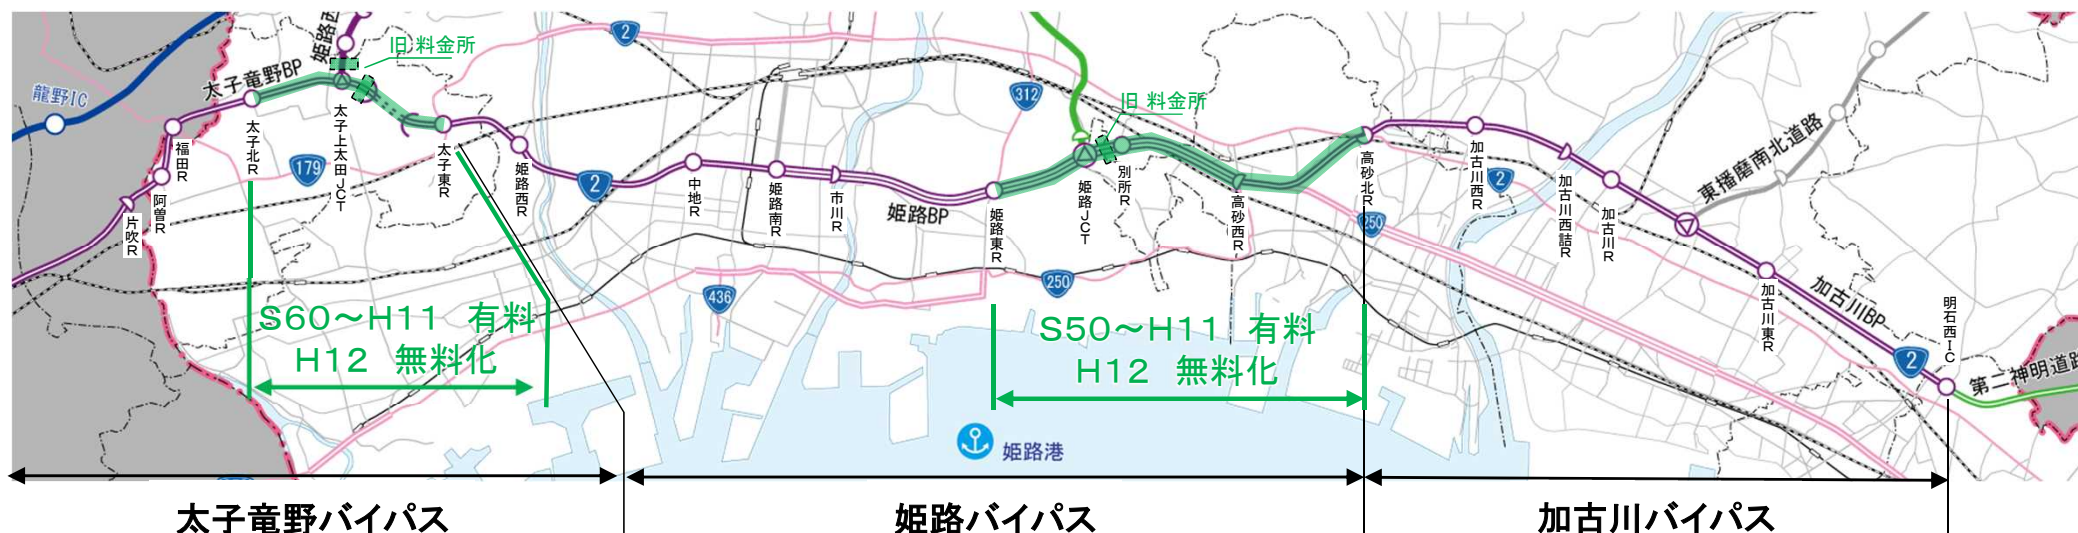 姫路西
旧 料金所
2
太子竜野BP
龍野IC
旧 料金所
312
179
福田R
太子北R
太子上太田JCT
太子東R
姫路西R
2
中地R
姫路南R
市川R
姫路BP
姫路東R
姫路JCT
別所R
高砂西R
高砂北R
加古川西R
2
加古川西詰R
加古川R
東播磨南北道路
片吹R
阿曽R
250
250
436
加古川東R
加古川BP
明石西IC
2
第二神明道路
S60～H11 有料
H12 無料化
S50～H11 有料
H12 無料化
姫路港
太子竜野バイパス
姫路バイパス
加古川バイパス